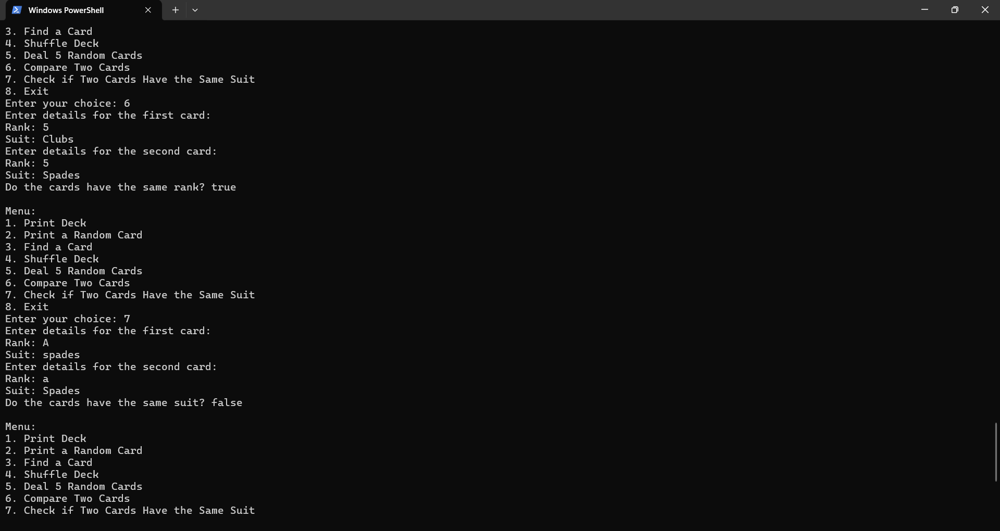 Windows PowerShell
3. Find a Card
4. Shuffle Deck
5. Deal 5 Random Cards
6. Compare Two Cards
7. Check if Two Cards Have the Same Suit
8. Exit
Enter your choice: 6
Enter details for the first card:
Rank: 5
Suit: Clubs
Enter details for the second card:
Rank: 5
Suit: Spades
Do the cards have the same rank? true
Menu:
1. Print Deck
2. Print a Random Card
3. Find a Card
4. Shuffle Deck
5. Deal 5 Random Cards
6. Compare Two Cards
7. Check if Two Cards Have the Same Suit
8. Exit
Enter your choice: 7
Enter details for the first card:
Rank: A
Suit: spades
Enter details for the second card:
Rank: a
Suit: Spades
Do the cards have the same suit? false
Menu:
1. Print Deck
2. Print a Random Card
3. Find a Card
4. Shuffle Deck
5. Deal 5 Random Cards
6. Compare Two Cards
7. Check if Two Cards Have the Same Suit